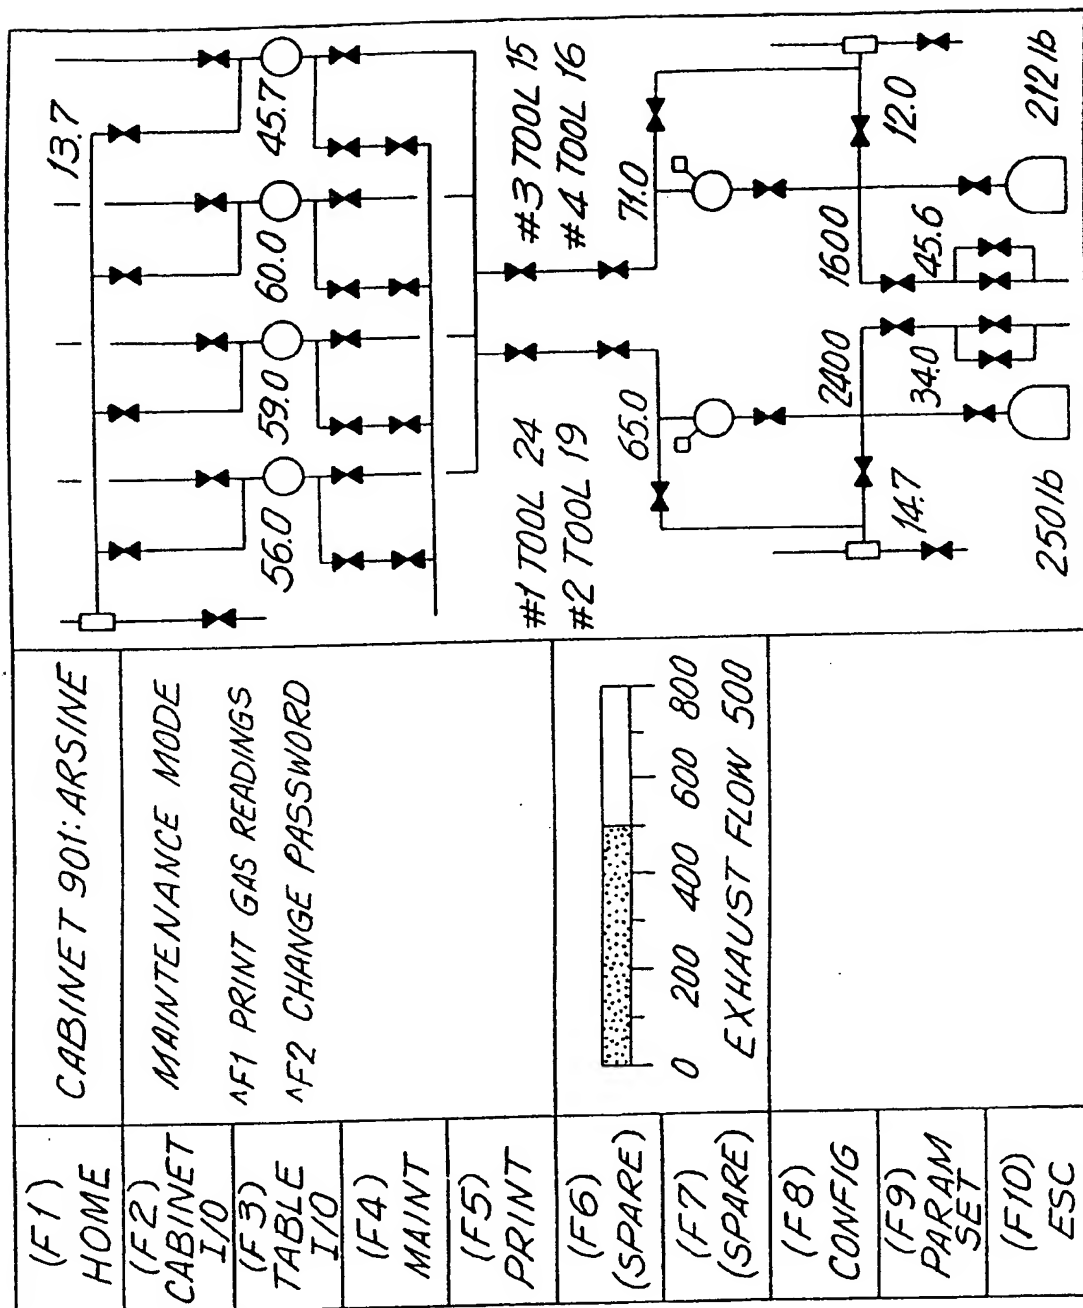 (F1)
HOME
(F2)
CABINET
I/O
(F3)
TABLE
I/O
(F4)
MAINT
(F5)
PRINT
(F6)
(SPARE)
(F7)
(SPARE)
(F8)
CONFIG
(F9)
PARAM
SET
(F10)
ESC
CABINET 901: ARSINE
MAINTENANCE MODE
^F1 PRINT GAS READINGS
^F2 CHANGE PASSWORD
0 200 400 600 800
EXHAUST FLOW 500
13.7
56.0 59.0 60.0 45.7
#1 TOOL 24 #3 TOOL 15
#2 TOOL 19 #4 TOOL 16
65.0 71.0
2400 1600
14.7 34.0 45.6 12.0
250 lb 212 lb